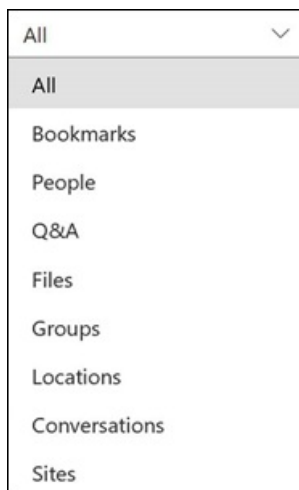 All
All
Bookmarks
People
Q&A
Files
Groups
Locations
Conversations
Sites